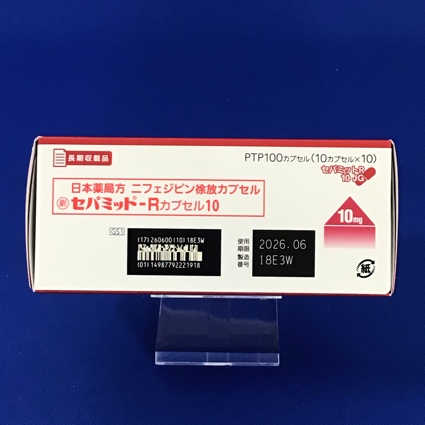 長期収載品
PTP100カプセル(10カプセル×10)
セパミットR
10 JG
日本薬局方 ニフェジピン徐放カプセル
劇 セパミット-Rカプセル10
10mg
GS1
(17)260600(10)18E3W
(01)14987792221918
使用
期限
2026.06
製造
番号
18E3W
紙